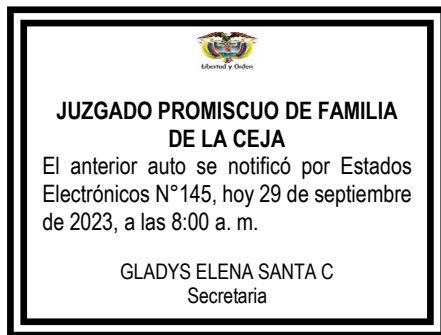 Libertad y Orden
JUZGADO PROMISCUO DE FAMILIA
DE LA CEJA
El anterior auto se notificó por Estados
Electrónicos N°145, hoy 29 de septiembre
de 2023, a las 8:00 a. m.
GLADYS ELENA SANTA C
Secretaria